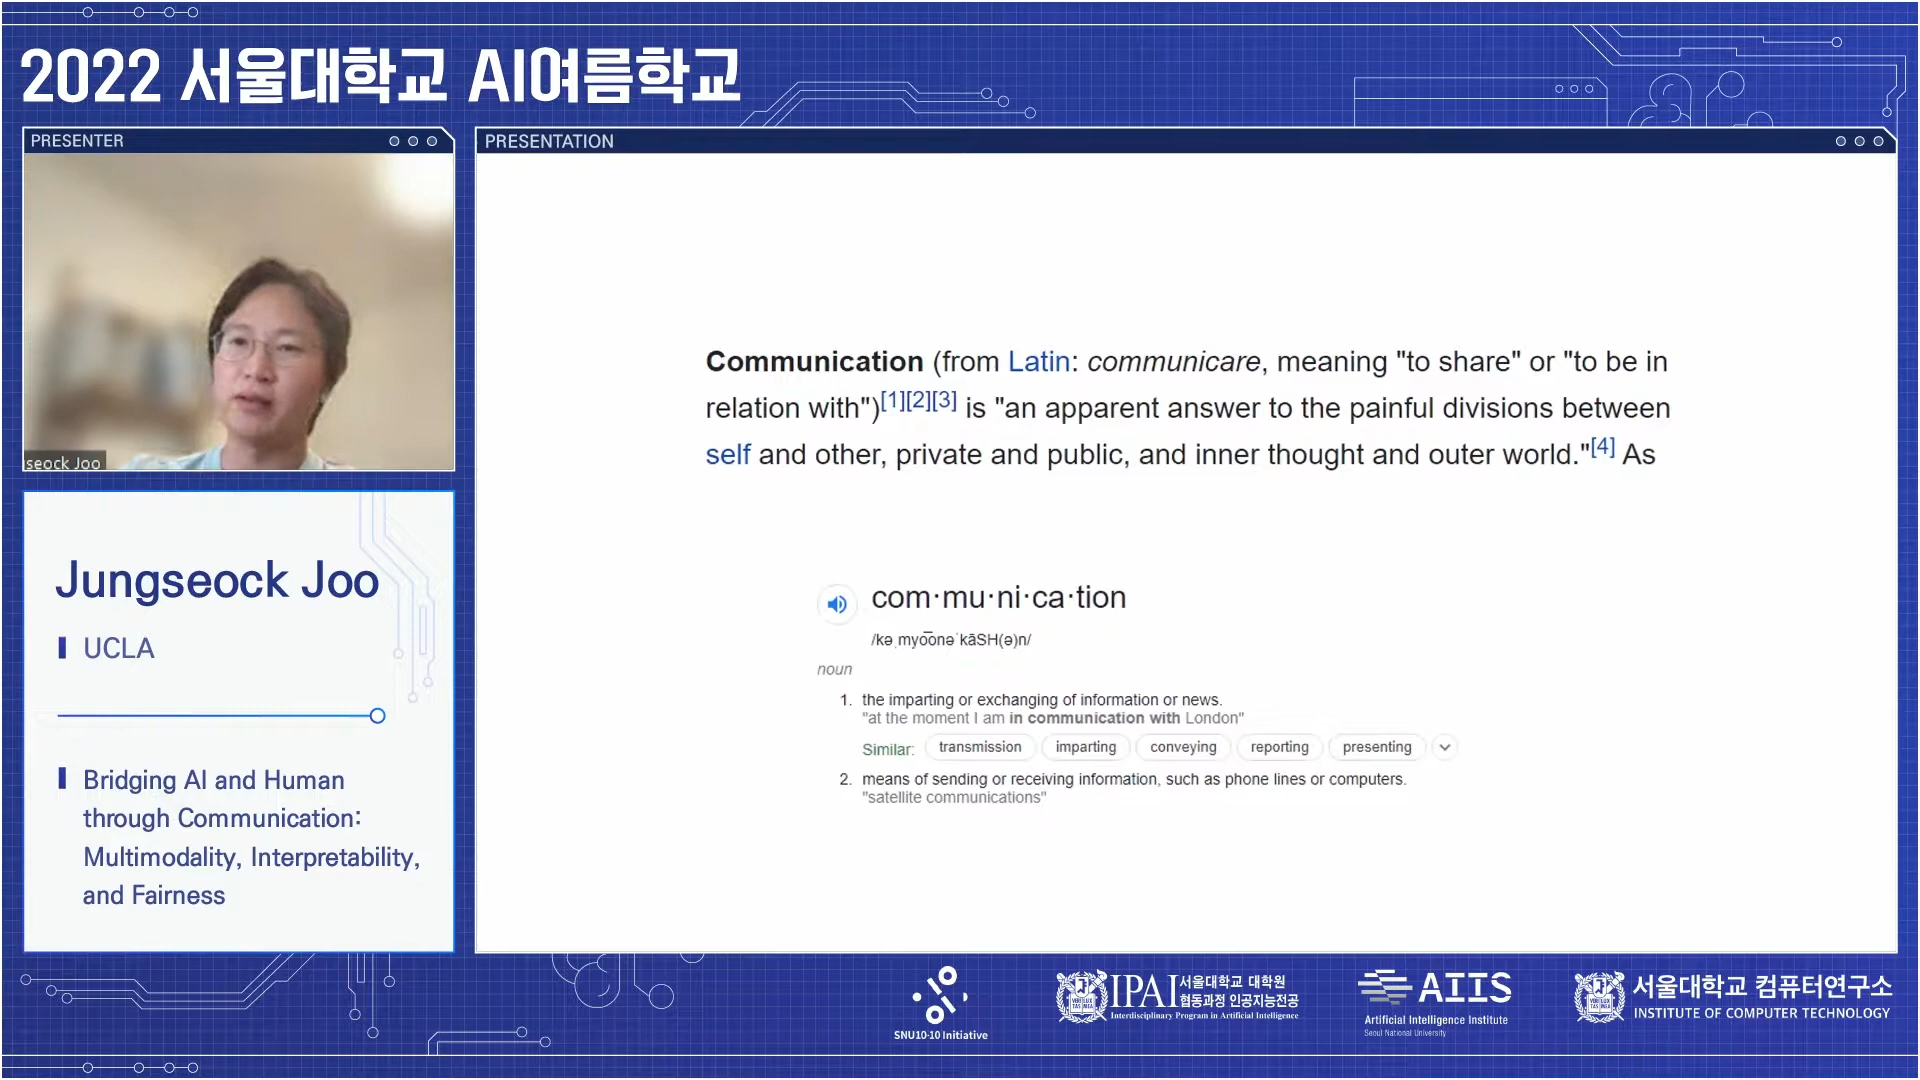 2022 서울대학교 AI여름학교
PRESENTER
seock Joo
Jungseock Joo
UCLA
Bridging AI and Human
through Communication:
Multimodality, Interpretability,
and Fairness
PRESENTATION
Communication (from Latin: communicare, meaning "to share" or "to be in
relation with")[1][2][3] is "an apparent answer to the painful divisions between
self and other, private and public, and inner thought and outer world."[4] As
com·mu·ni·ca·tion
/kəˌmyo͞onəˈkāSH(ə)n/
noun
1. the imparting or exchanging of information or news.
"at the moment I am in communication with London"
Similar: transmission imparting conveying reporting presenting
2. means of sending or receiving information, such as phone lines or computers.
"satellite communications"
SNU10·10 Initiative
IPAI 서울대학교 대학원
협동과정 인공지능전공
Interdisciplinary Program in Artificial Intelligence
AIIS
Artificial Intelligence Institute
Seoul National University
서울대학교 컴퓨터연구소
INSTITUTE OF COMPUTER TECHNOLOGY